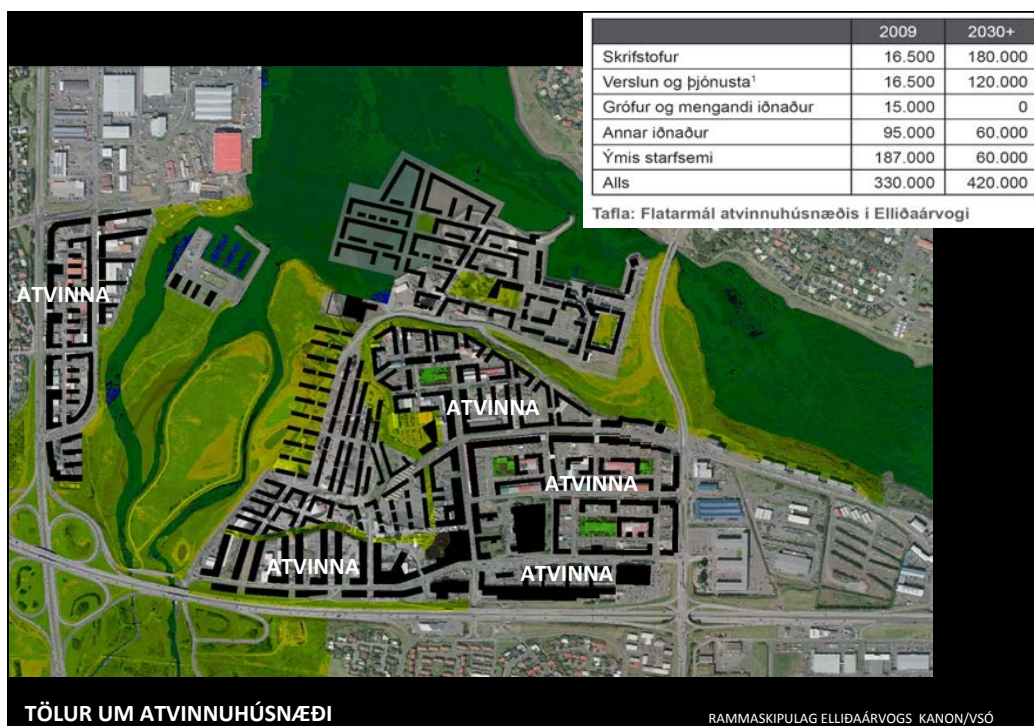 2009 2030+
Skrifstofur 16.500 180.000
Verslun og þjónusta¹ 16.500 120.000
Grófur og mengandi iðnaður 15.000 0
Annar iðnaður 95.000 60.000
Ýmis starfsemi 187.000 60.000
Alls 330.000 420.000
Tafla: Flatarmál atvinnuhúsnæðis í Elliðaárvogi
ATVINNA
ATVINNA
ATVINNA
ATVINNA
ATVINNA
TÖLUR UM ATVINNUHÚSNÆÐI
RAMMASKIPULAG ELLIÐAÁRVOGS KANON/VSÓ